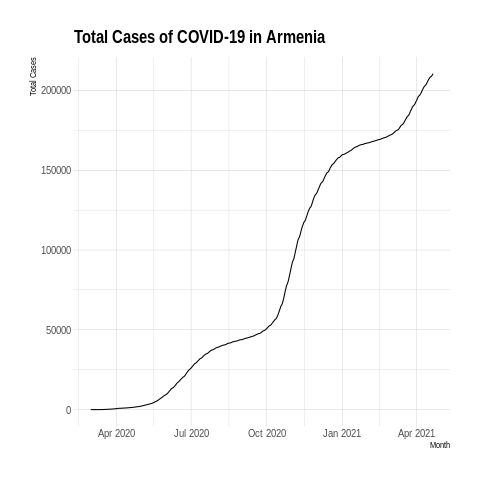 Total Cases of COVID-19 in Armenia
Total Cases
200000
150000
100000
50000
0
Apr 2020 Jul 2020 Oct 2020 Jan 2021 Apr 2021
Month